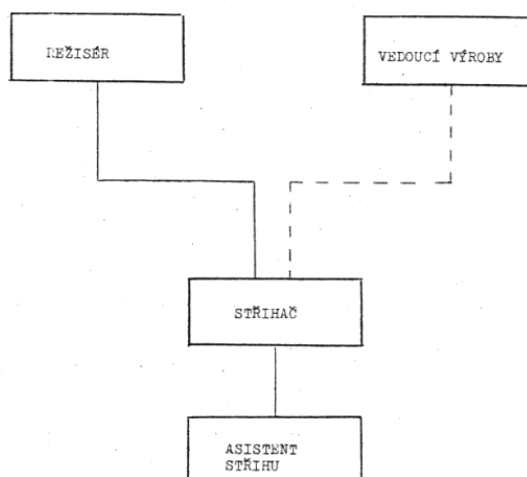 REŽISÉR
VEDOUCÍ VÝROBY
STŘIHAČ
ASISTENT
STŘIHU